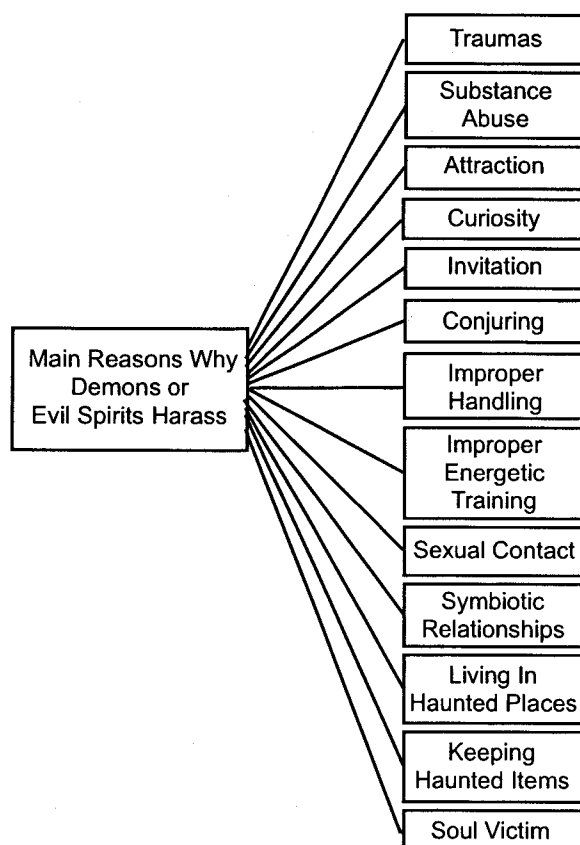 Traumas
Substance
Abuse
Attraction
Curiosity
Invitation
Conjuring
Main Reasons Why
Demons or
Evil Spirits Harass
Improper
Handling
Improper
Energetic
Training
Sexual Contact
Symbiotic
Relationships
Living In
Haunted Places
Keeping
Haunted Items
Soul Victim